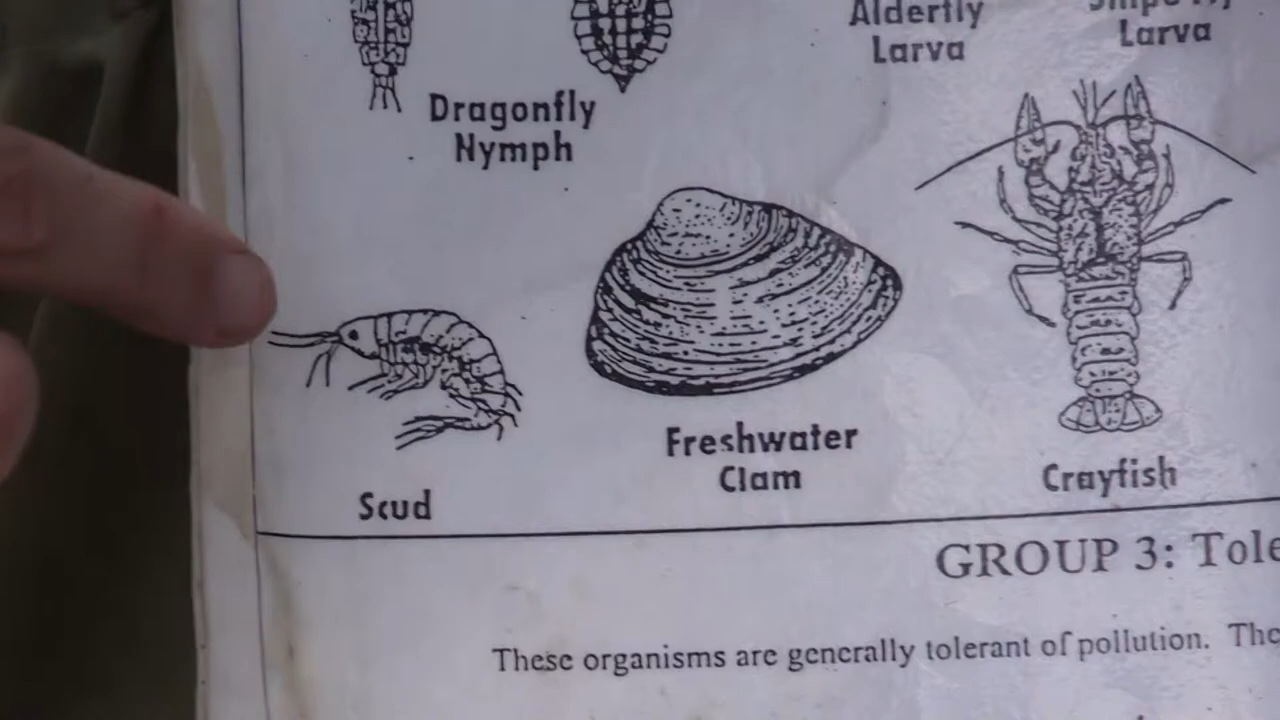 Alderfly
Larva
Larva
Dragonfly
Nymph
Freshwater
Clam
Crayfish
Scud
GROUP 3: Tole
These organisms are generally tolerant of pollution. The